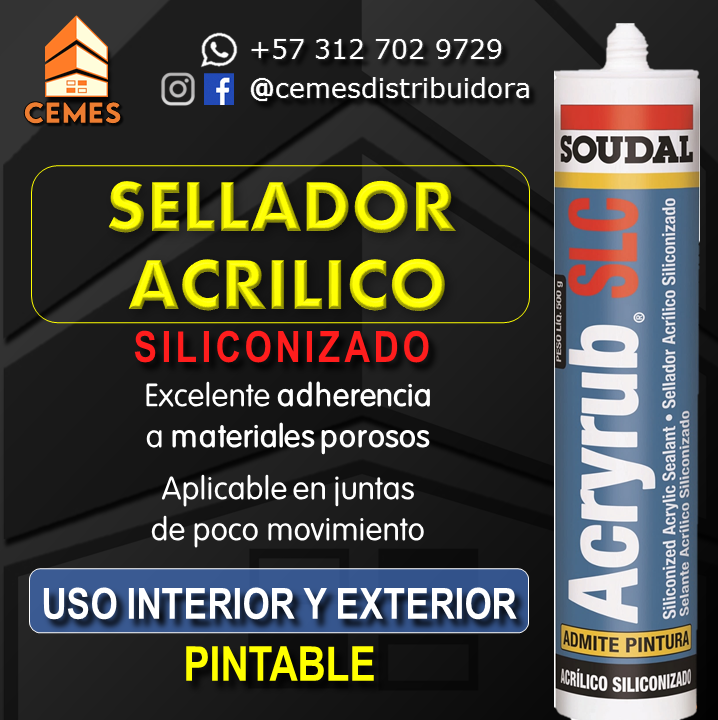 CEMES
+57 312 702 9729
@cemesdistribuidora
SELLADOR
ACRILICO
SILICONIZADO
Excelente adherencia
a materiales porosos
Aplicable en juntas
de poco movimiento
USO INTERIOR Y EXTERIOR
PINTABLE
SOUDAL
PESO LIQ. 500 g
Acryrub® SLC
Siliconized Acrylic Sealant • Sellador Acrílico Siliconizado
Selante Acrílico Siliconizado
ADMITE PINTURA
ACRÍLICO SILICONIZADO